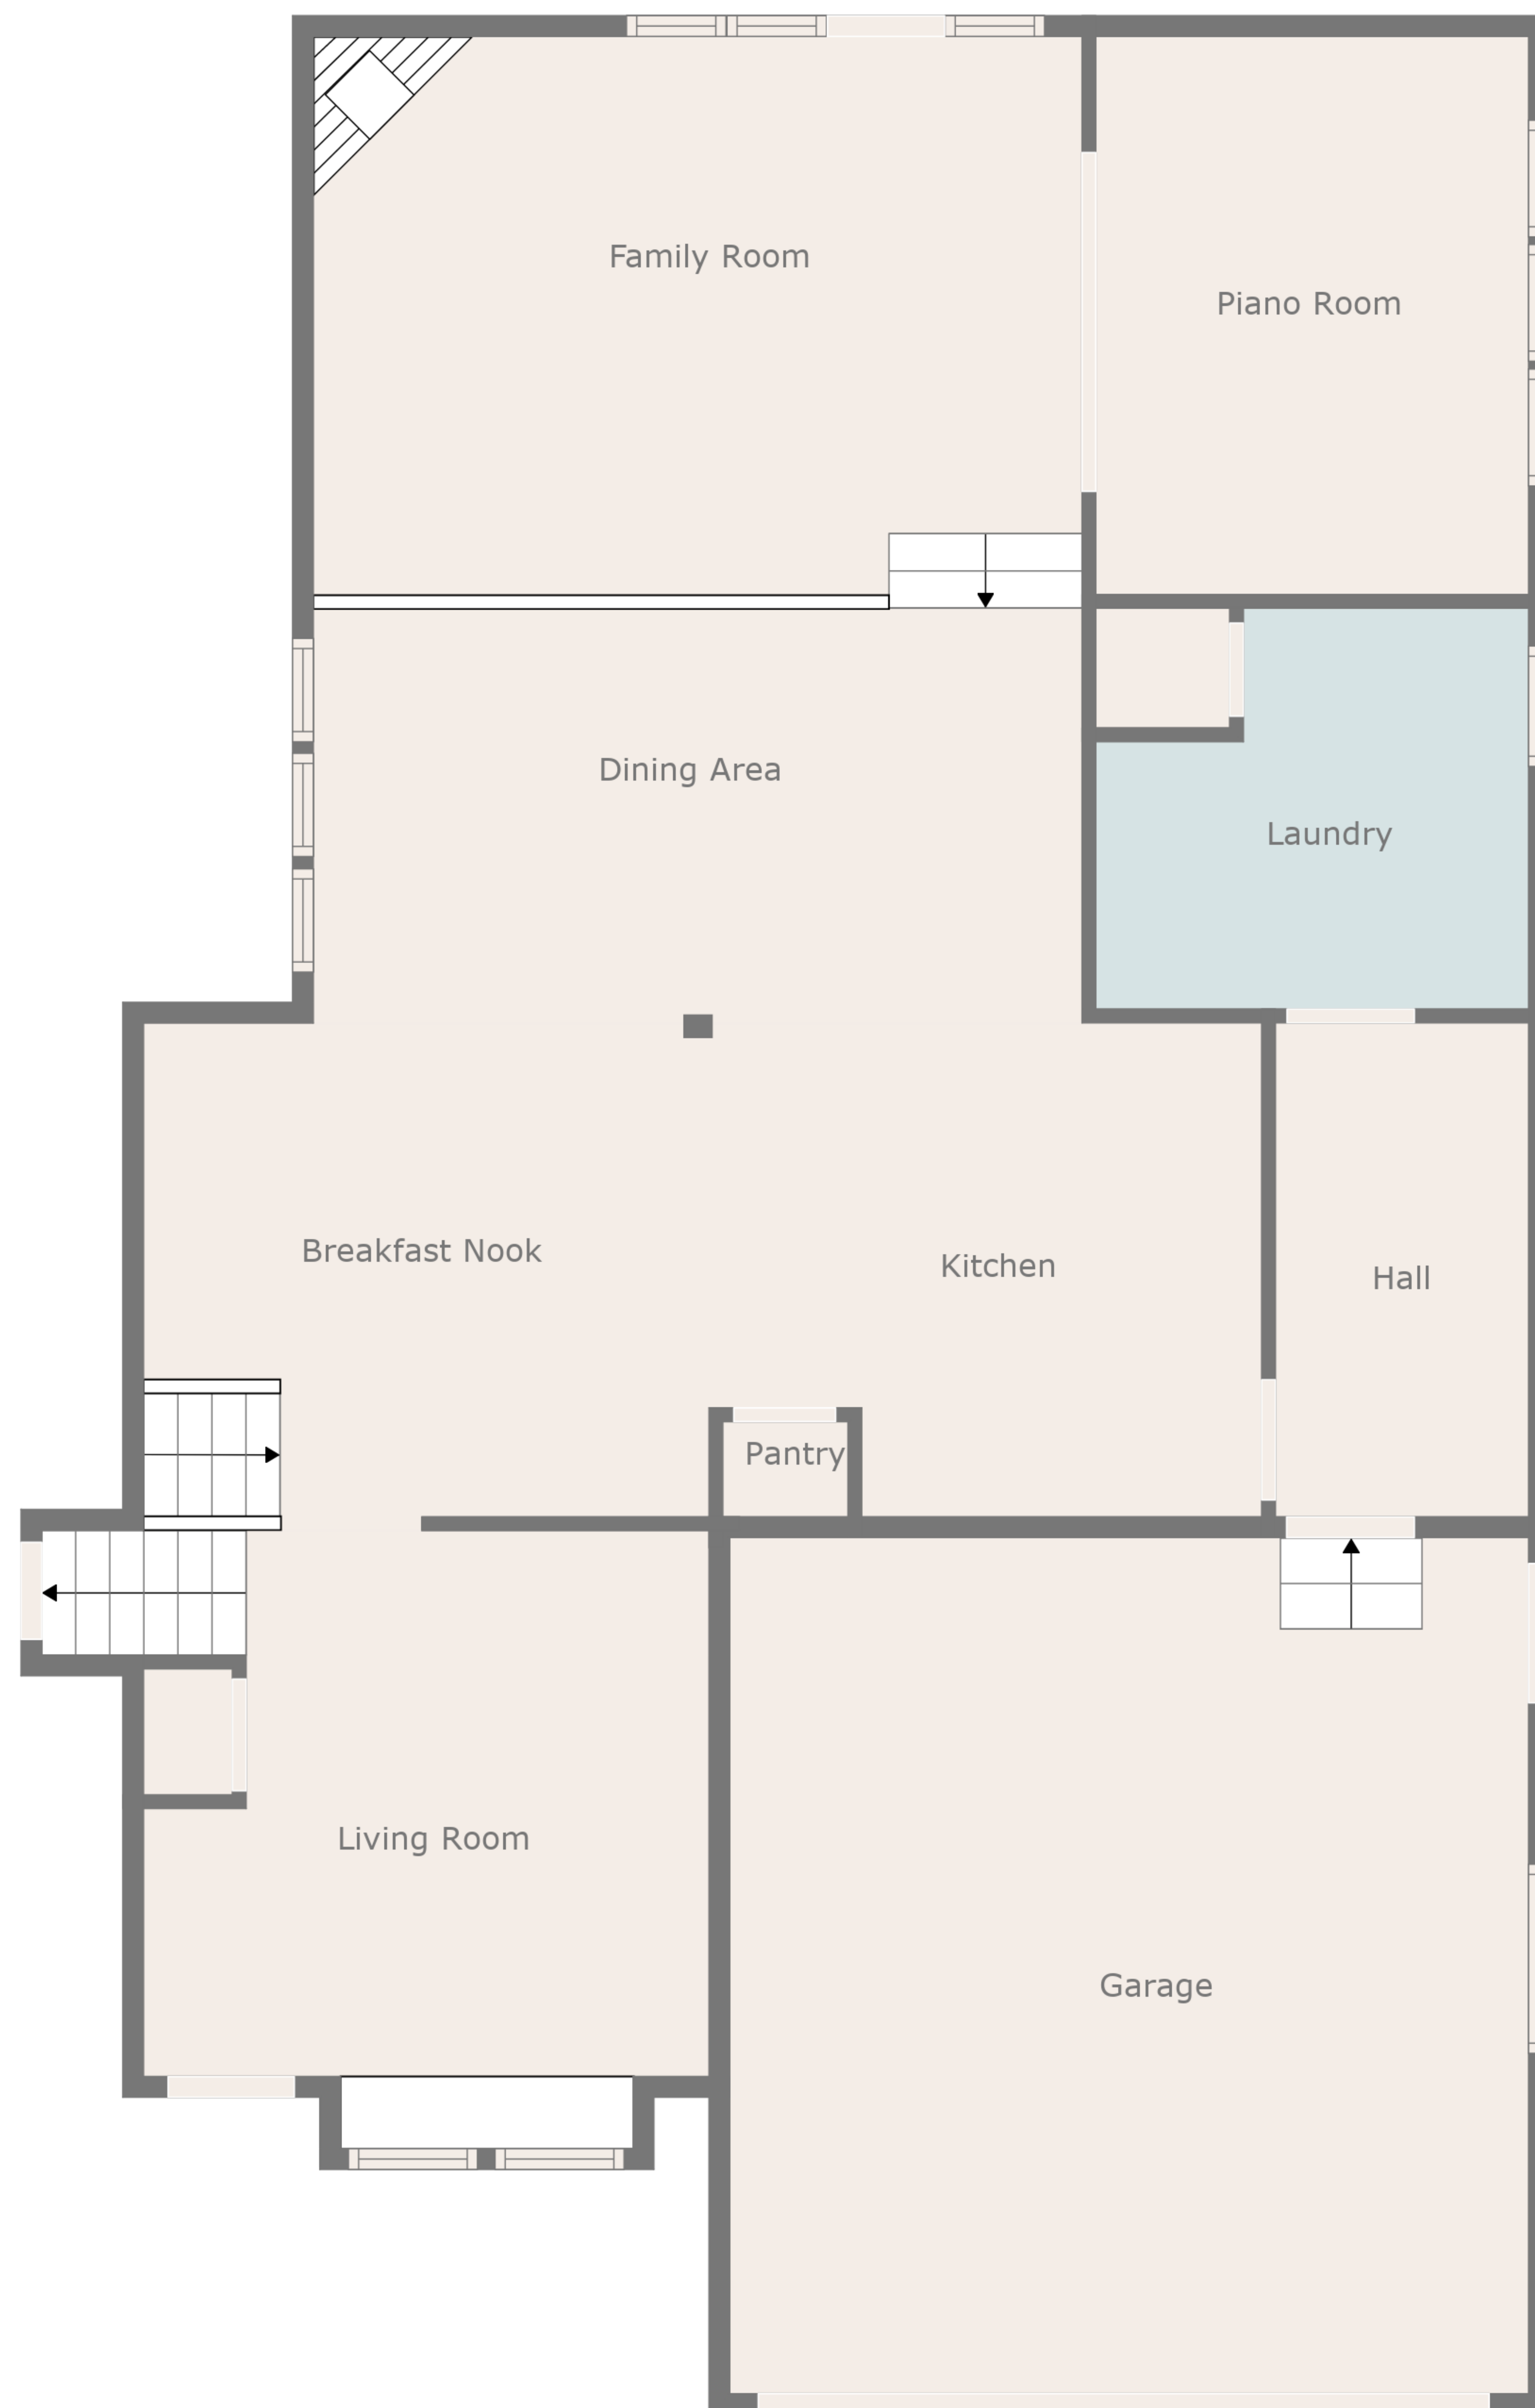 Family Room
Piano Room
Dining Area
Laundry
Breakfast Nook
Kitchen
Hall
Pantry
Living Room
Garage